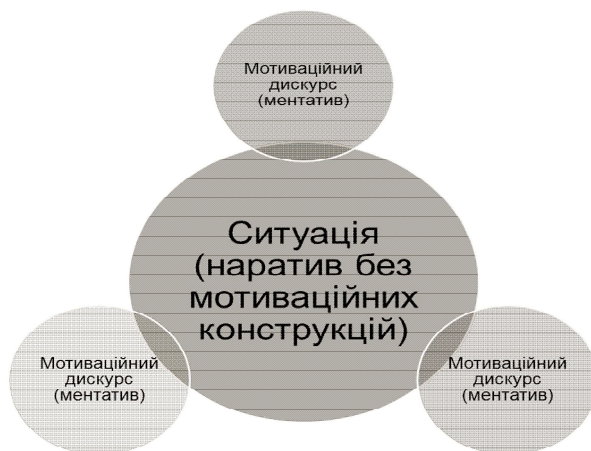 Мотиваційний
дискурс
(ментатив)
Ситуація
(наратив без
мотиваційних
конструкцій)
Мотиваційний
дискурс
(ментатив)
Мотиваційний
дискурс
(ментатив)